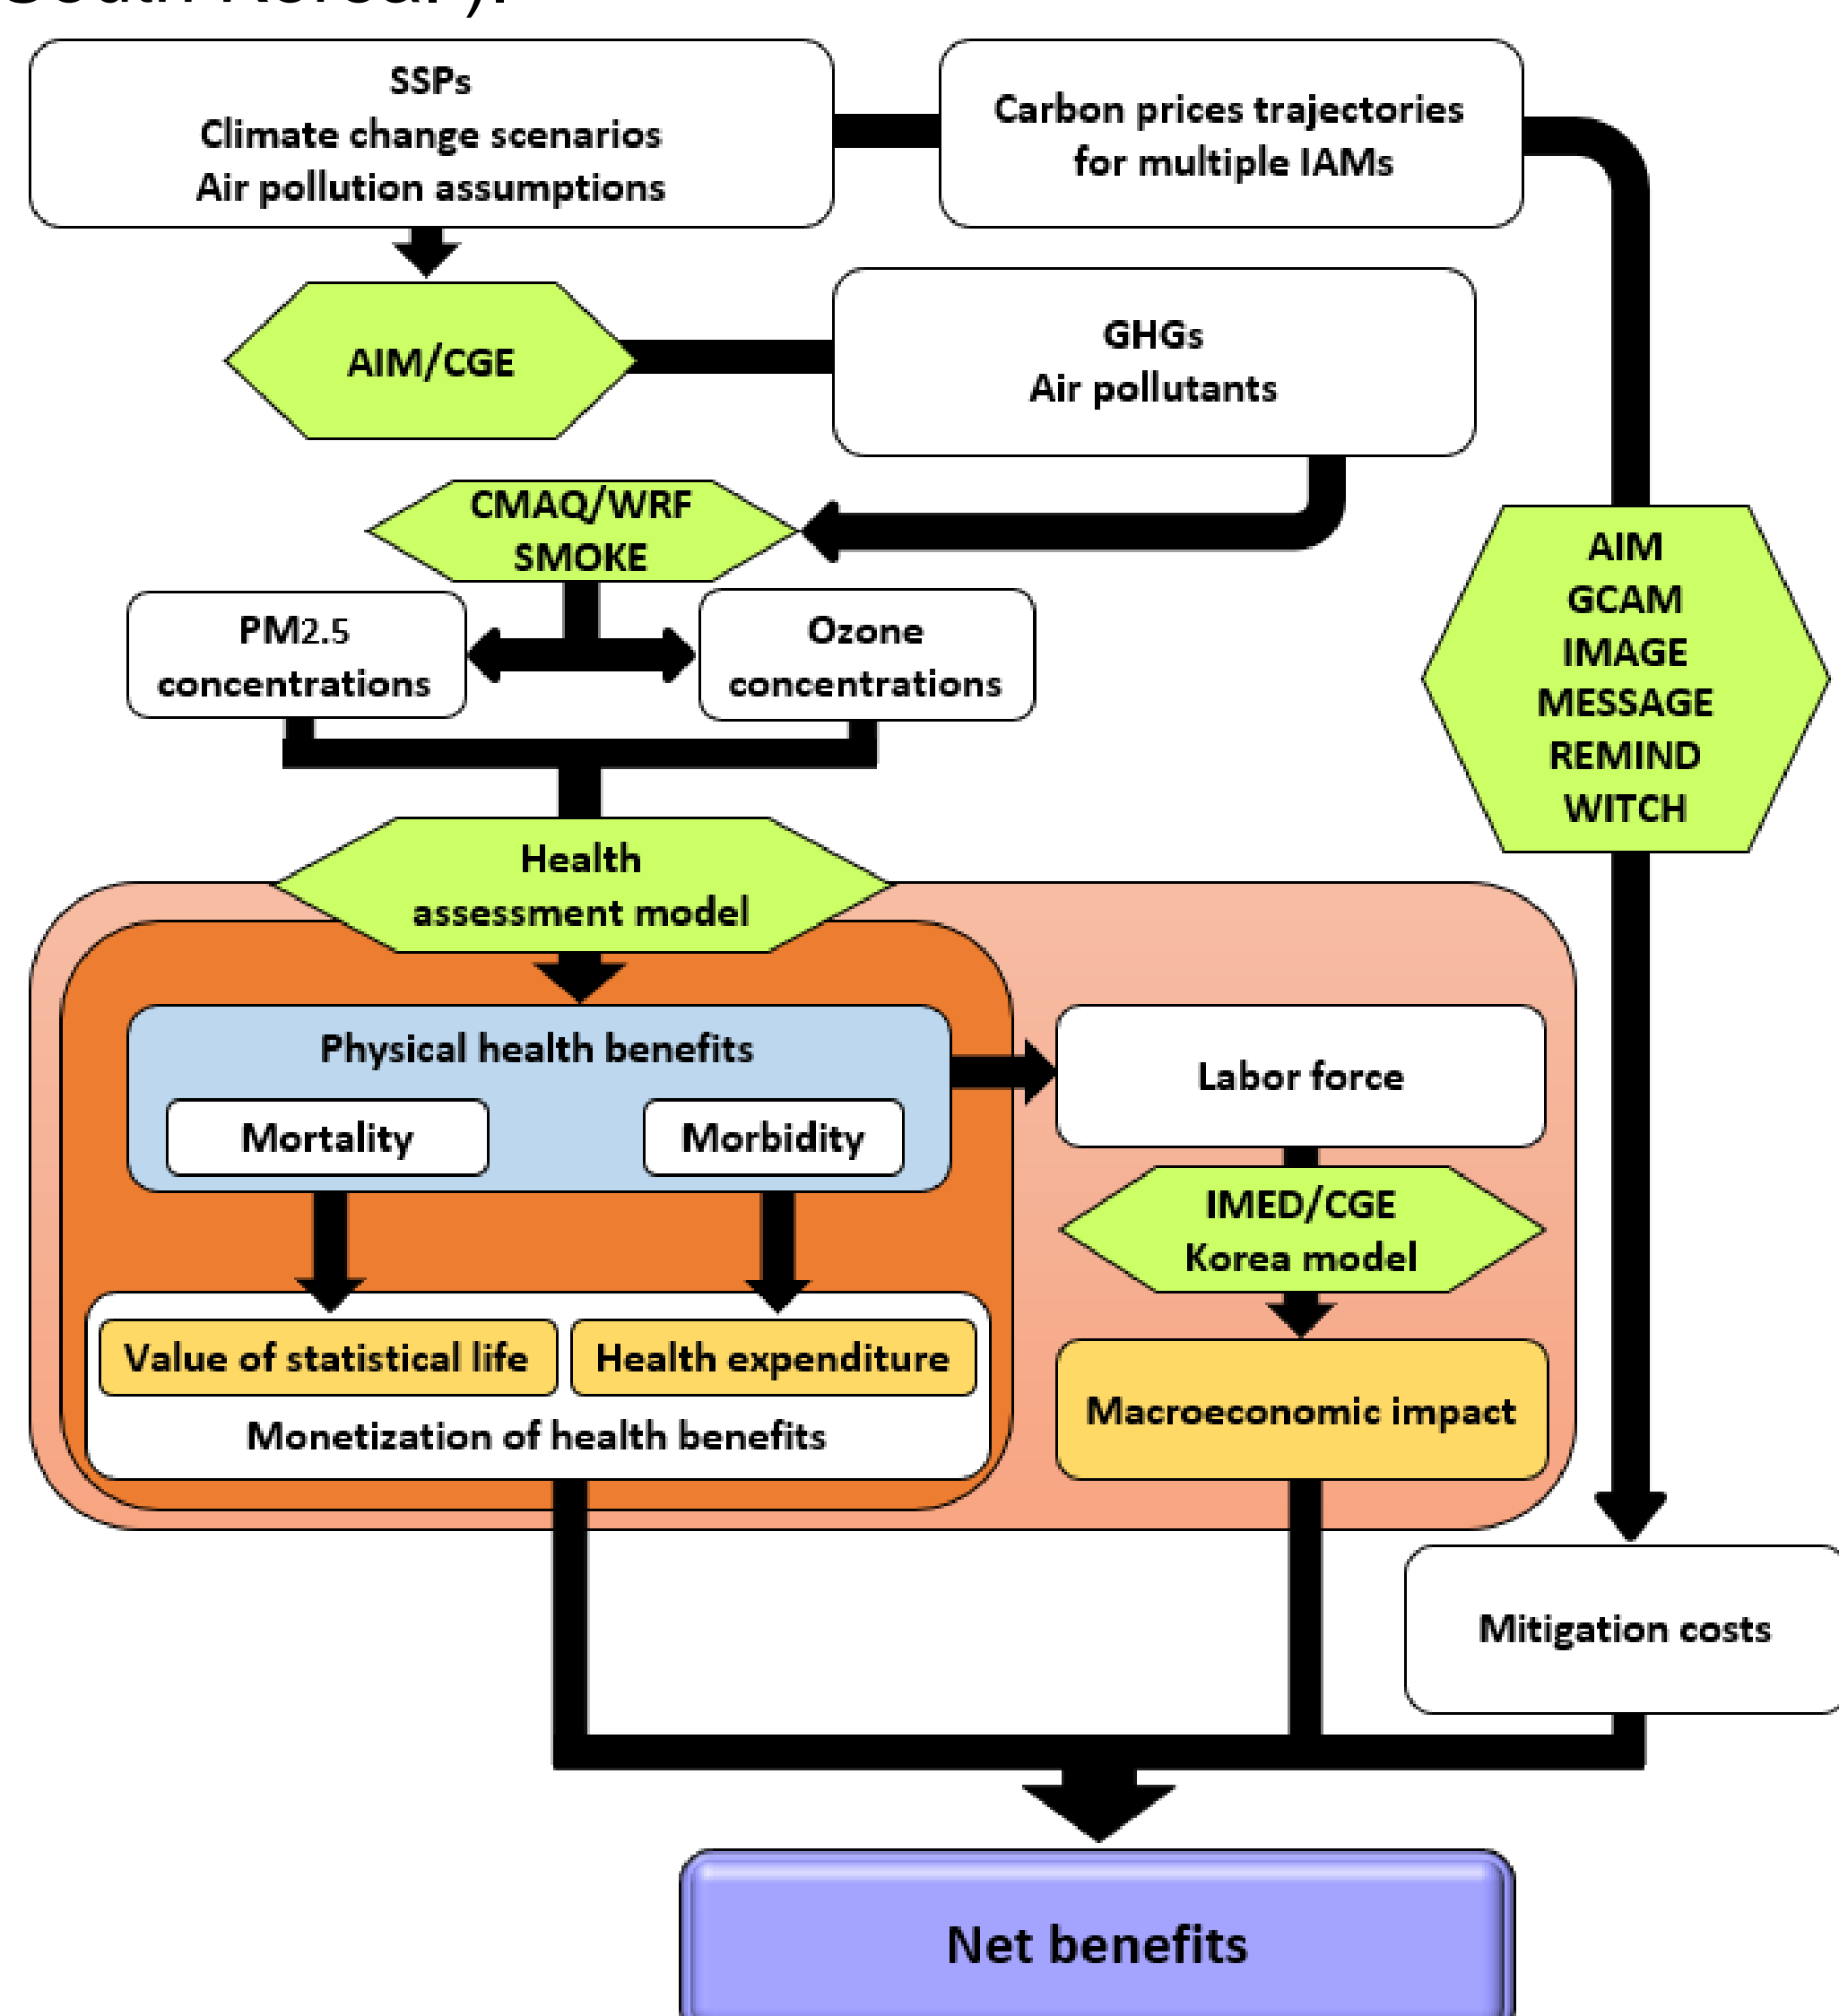 South Korea.").
SSPs
Climate change scenarios
Air pollution assumptions
Carbon prices trajectories
for multiple IAMs
AIM/CGE
GHGs
Air pollutants
CMAQ/WRF
SMOKE
PM2.5
concentrations
Ozone
concentrations
AIM
GCAM
IMAGE
MESSAGE
REMIND
WITCH
Health
assessment model
Physical health benefits
Mortality
Morbidity
Labor force
IMED/CGE
Korea model
Value of statistical life
Health expenditure
Monetization of health benefits
Macroeconomic impact
Mitigation costs
Net benefits